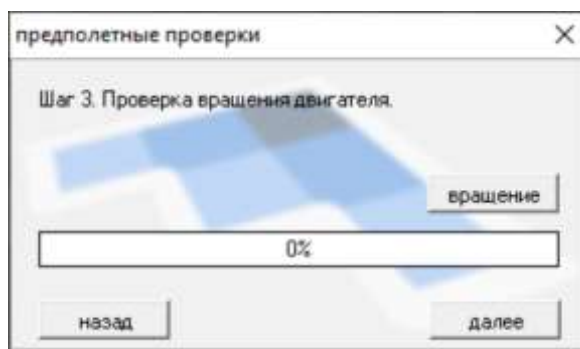 предполетные проверки
Шаг 3. Проверка вращения двигателя.
вращение
0%
назад
далее